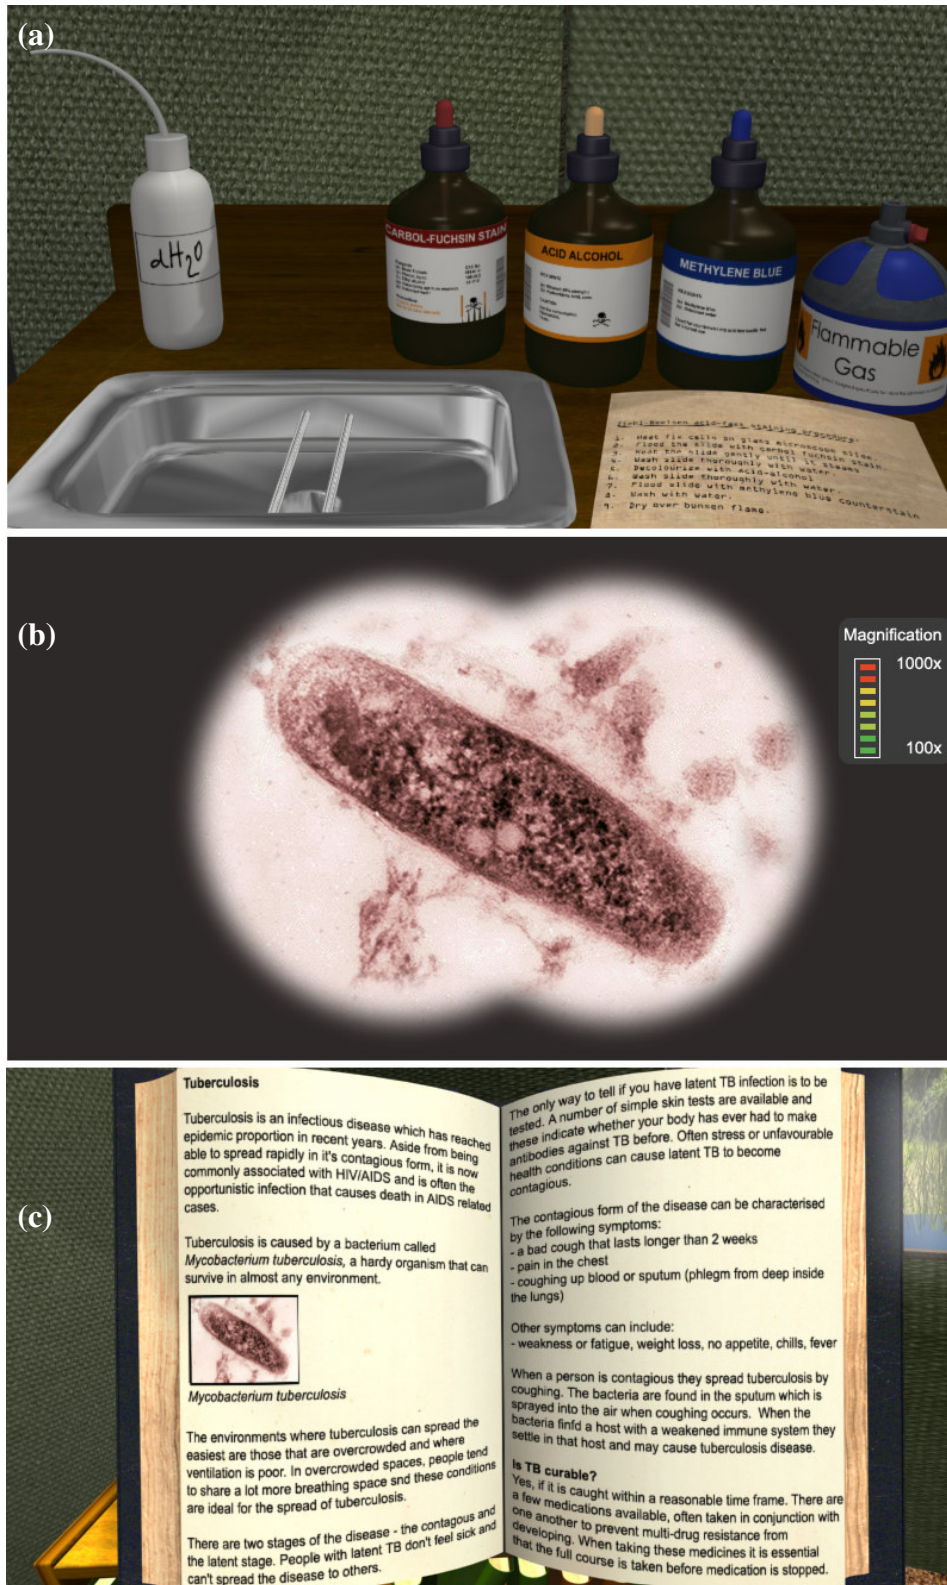 (a)
dH2O
CARBOL-FUCHSIN STAIN
ACID ALCOHOL
METHYLENE BLUE
Flammable
Gas
Ziehl-Neelsen acid-fast staining procedure:
1. Heat fix cells on glass microscope slide.
2. Flood the slide with carbol fuchsin stain.
3. Heat the slide gently until it steams
4. Wash slide thoroughly with water.
5. Decolourize with acid-alcohol
6. Wash slide thoroughly with water.
7. Flood slide with methylene blue counterstain
8. Wash with water.
9. Dry over bunsen flame.
(b)
Magnification
1000x
100x
(c)
Tuberculosis
Tuberculosis is an infectious disease which has reached
epidemic proportion in recent years. Aside from being
able to spread rapidly in it's contagious form, it is now
commonly associated with HIV/AIDS and is often the
opportunistic infection that causes death in AIDS related
cases.
Tuberculosis is caused by a bacterium called
Mycobacterium tuberculosis, a hardy organism that can
survive in almost any environment.
Mycobacterium tuberculosis
The environments where tuberculosis can spread the
easiest are those that are overcrowded and where
ventilation is poor. In overcrowded spaces, people tend
to share a lot more breathing space snd these conditions
are ideal for the spread of tuberculosis.
There are two stages of the disease - the contagious and
the latent stage. People with latent TB don't feel sick and
can't spread the disease to others.
The only way to tell if you have latent TB infection is to be
tested. A number of simple skin tests are available and
these indicate whether your body has ever had to make
antibodies against TB before. Often stress or unfavourable
health conditions can cause latent TB to become
contagious.
The contagious form of the disease can be characterised
by the following symptoms:
- a bad cough that lasts longer than 2 weeks
- pain in the chest
- coughing up blood or sputum (phlegm from deep inside
the lungs)
Other symptoms can include:
- weakness or fatigue, weight loss, no appetite, chills, fever
When a person is contagious they spread tuberculosis by
coughing. The bacteria are found in the sputum which is
sprayed into the air when coughing occurs. When the
bacteria finfd a host with a weakened immune system they
settle in that host and may cause tuberculosis disease.
Is TB curable?
Yes, if it is caught within a reasonable time frame. There are
a few medications available, often taken in conjunction with
one another to prevent multi-drug resistance from
developing. When taking these medicines it is essential
that the full course is taken before medication is stopped.